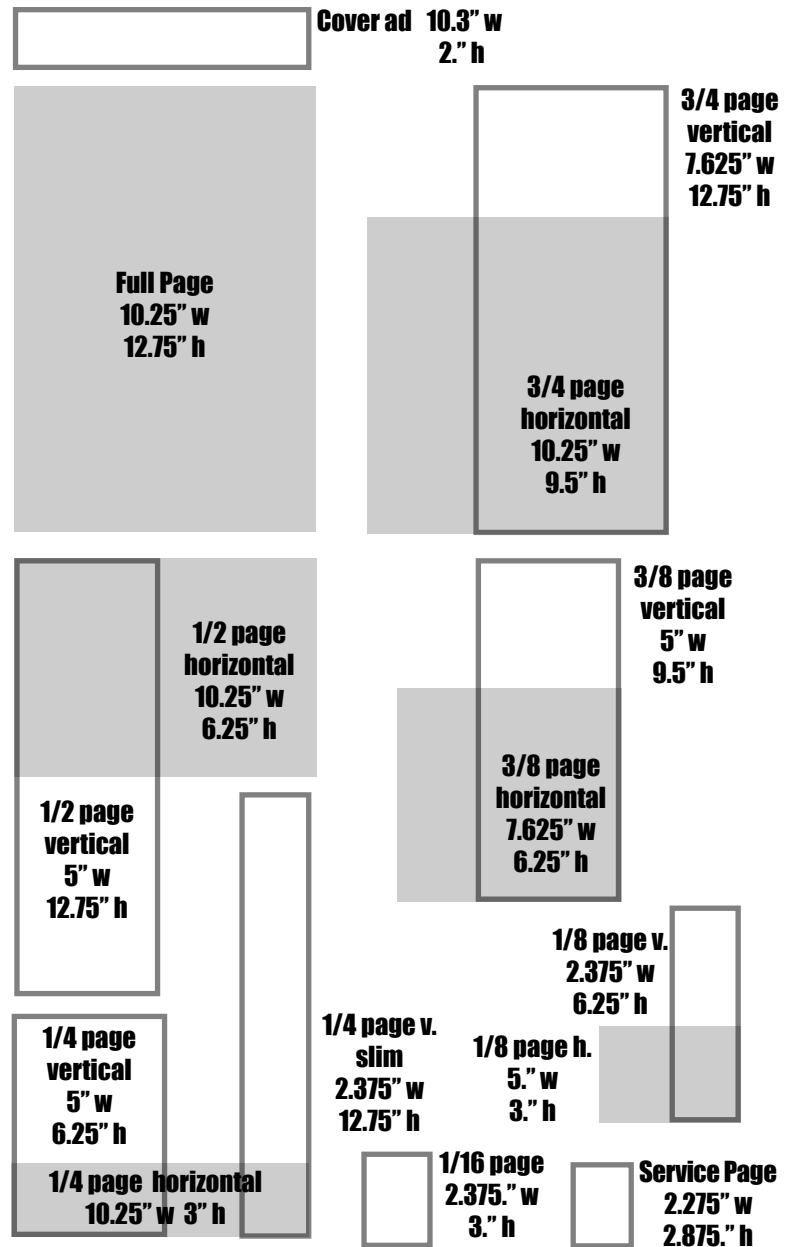 Cover ad 10.3” w
2.” h
3/4 page
vertical
7.625” w
12.75” h
Full Page
10.25” w
12.75” h
3/4 page
horizontal
10.25” w
9.5” h
1/2 page
horizontal
10.25” w
6.25” h
3/8 page
vertical
5” w
9.5” h
1/2 page
vertical
5” w
12.75” h
3/8 page
horizontal
7.625” w
6.25” h
1/8 page v.
2.375” w
6.25” h
1/4 page
vertical
5” w
6.25” h
1/4 page v.
slim
2.375” w
12.75” h
1/8 page h.
5.” w
3.” h
1/4 page horizontal
10.25” w 3” h
1/16 page
2.375.” w
3.” h
Service Page
2.275” w
2.875.” h